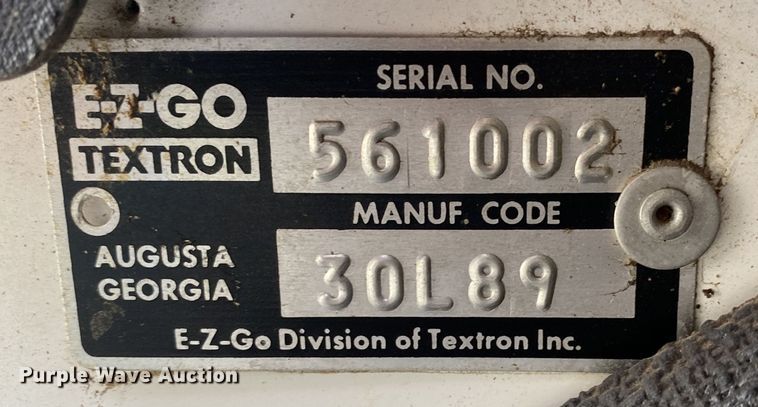 E-Z-GO
TEXTRON
SERIAL NO.
561002
MANUF. CODE
30L89
AUGUSTA
GEORGIA
E-Z-Go Division of Textron Inc.
Purple Wave Auction